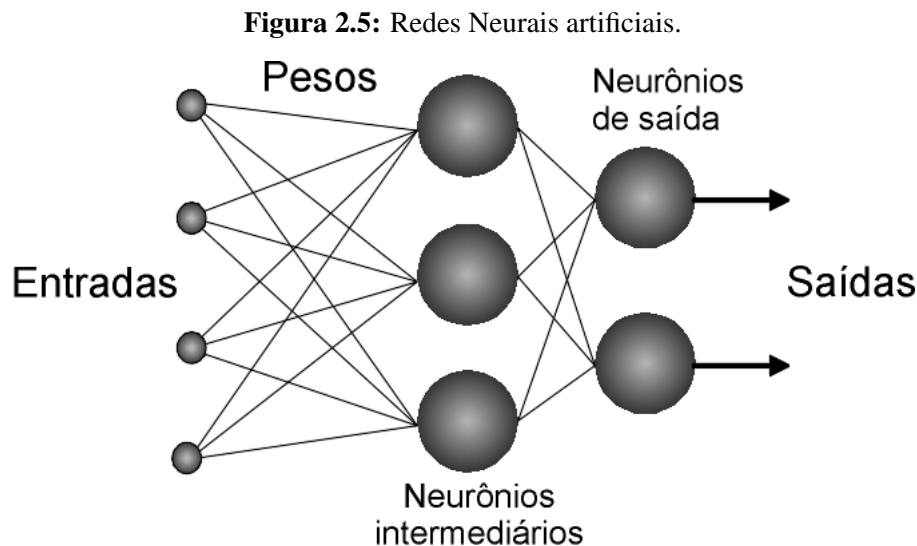 Figura 2.5: Redes Neurais artificiais.
Pesos
Neurônios
de saída
Entradas
Saídas
Neurônios
intermediários